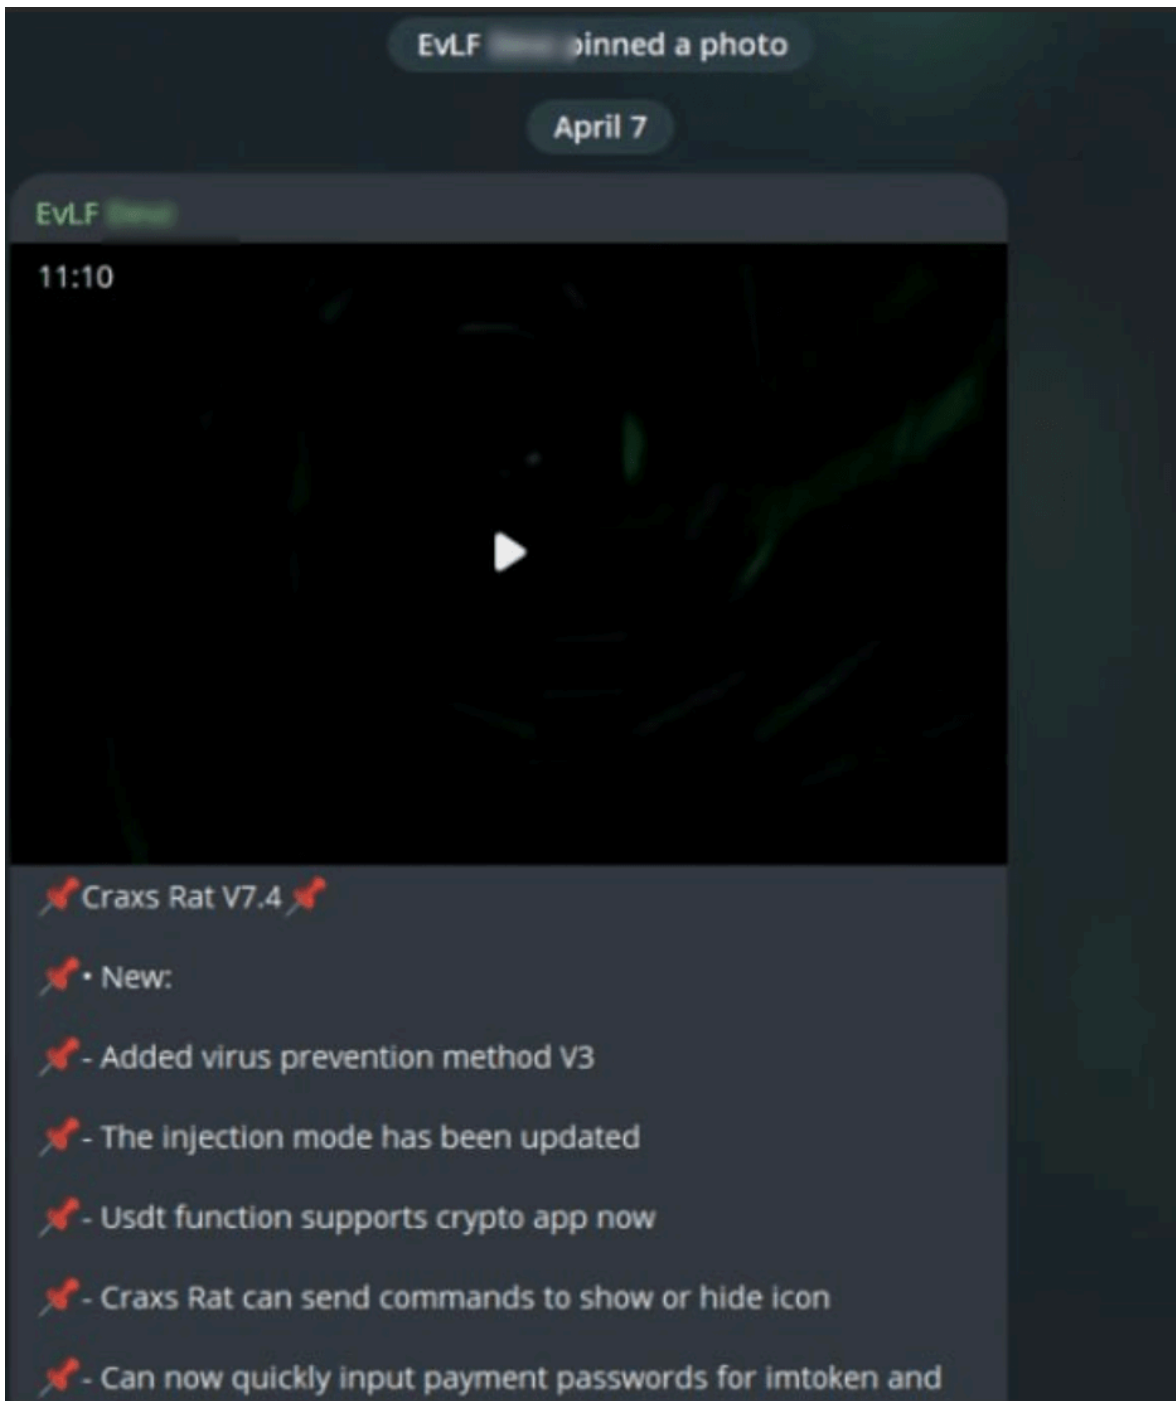 EvLF pinned a photo
April 7
EvLF
11:10
📌Craxs Rat V7.4📌
📌• New:
📌- Added virus prevention method V3
📌- The injection mode has been updated
📌- Usdt function supports crypto app now
📌- Craxs Rat can send commands to show or hide icon
📌- Can now quickly input payment passwords for imtoken and